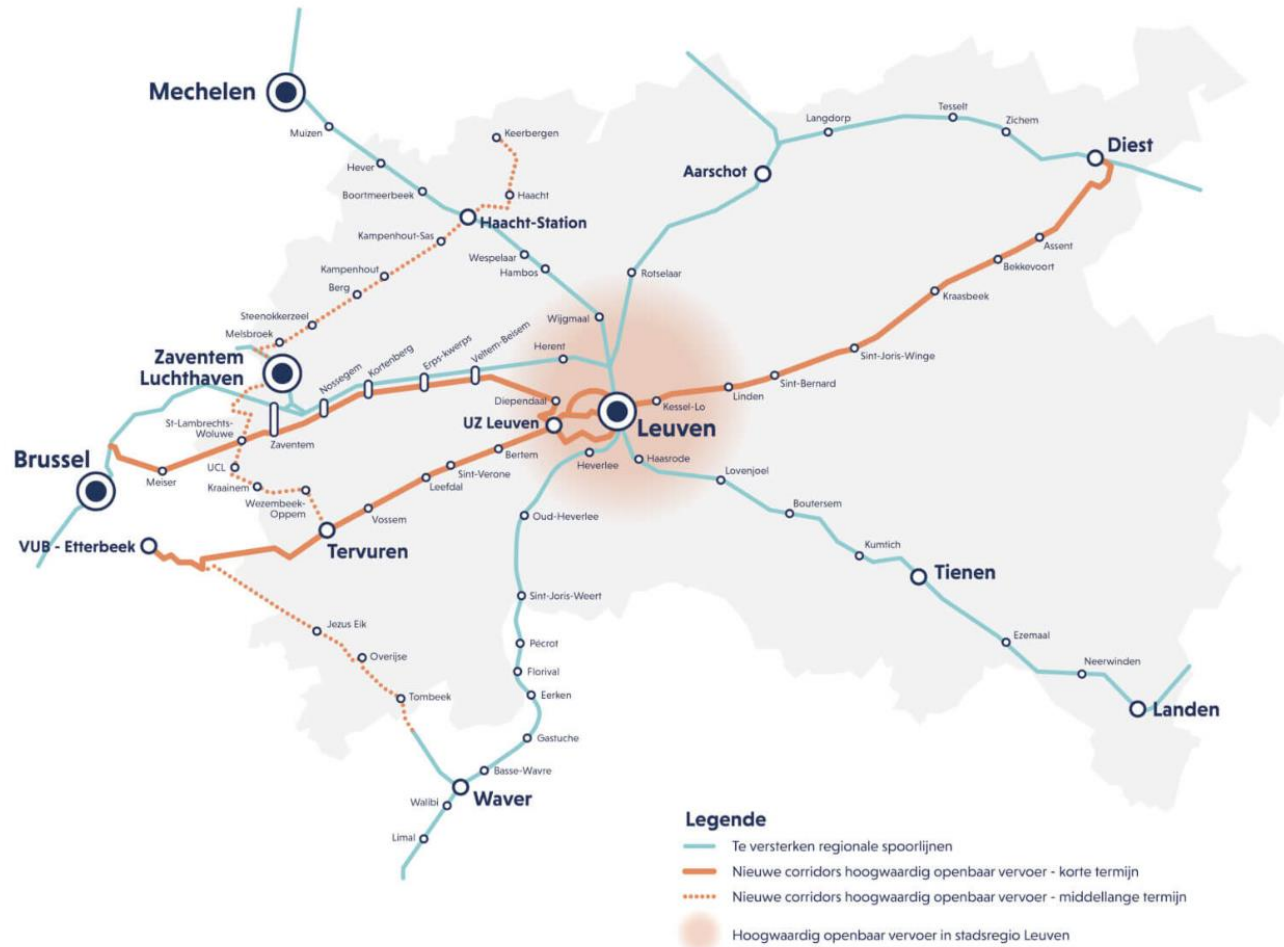 Mechelen
Muizen
Hever
Boortmeerbeek
Keerbergen
Haacht
Haacht-Station
Kampenhout-Sas
Kampenhout
Berg
Steenokkerzeel
Melsbroek
Wespelaar
Hambos
Wijgmaal
Rotselaar
Aarschot
Langdorp
Tesselt
Zichem
Diest
Assent
Bekkevoort
Kraasbeek
Sint-Joris-Winge
Sint-Bernard
Linden
Kessel-Lo
Zaventem
Luchthaven
Nossegem
Kortenberg
Erps-kwerps
Veltem-Beisem
Herent
Diependaal
UZ Leuven
Leuven
St-Lambrechts-
Woluwe
Zaventem
Brussel
Meiser
UCL
Kraainem
Wezembeek-
Oppem
Bertem
Sint-Verone
Leefdal
Vossem
Tervuren
VUB - Etterbeek
Heverlee
Haasrode
Lovenjoel
Boutersem
Kumtich
Tienen
Ezemaal
Neerwinden
Landen
Oud-Heverlee
Sint-Joris-Weert
Pécrot
Florival
Eerken
Gastuche
Basse-Wavre
Waver
Walibi
Limal
Jezus Eik
Overijse
Tombeek
Legende
Te versterken regionale spoorlijnen
Nieuwe corridors hoogwaardig openbaar vervoer - korte termijn
Nieuwe corridors hoogwaardig openbaar vervoer - middellange termijn
Hoogwaardig openbaar vervoer in stadsregio Leuven